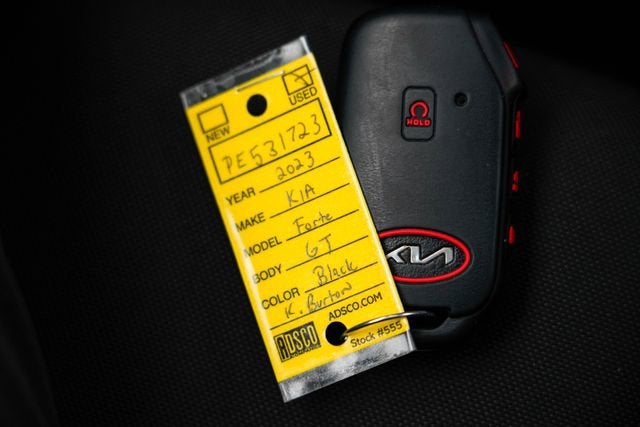 NEW USED
PE531723
YEAR 2023
MAKE KIA
MODEL Forte
BODY GT
COLOR Black
K. Burton
ADSCO.COM
ADSCO
Stock #555
HOLD
KIA